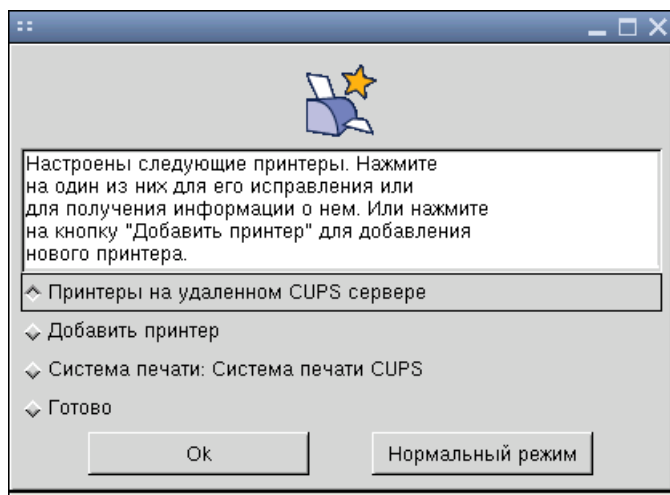 Настроены следующие принтеры. Нажмите
на один из них для его исправления или
для получения информации о нем. Или нажмите
на кнопку "Добавить принтер" для добавления
нового принтера.
Принтеры на удаленном CUPS сервере
Добавить принтер
Система печати: Система печати CUPS
Готово
Ok
Нормальный режим